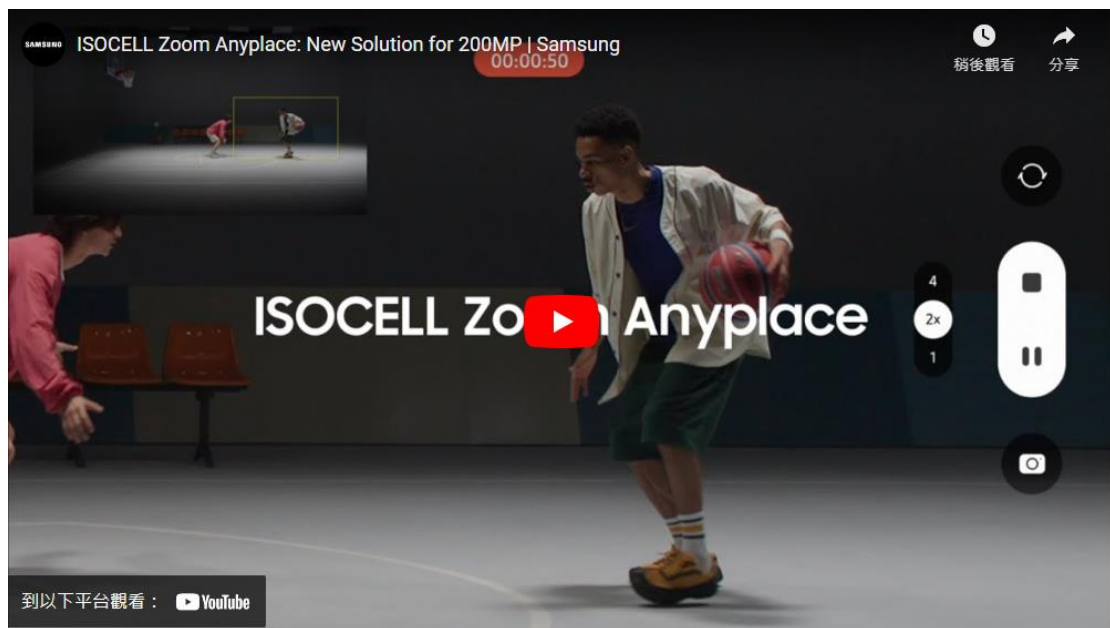 SAMSUNG
ISOCELL Zoom Anyplace: New Solution for 200MP | Samsung
稍後觀看
分享
00:00:50
ISOCELL Zo Anyplace
4
2x
1
到以下平台觀看：
YouTube